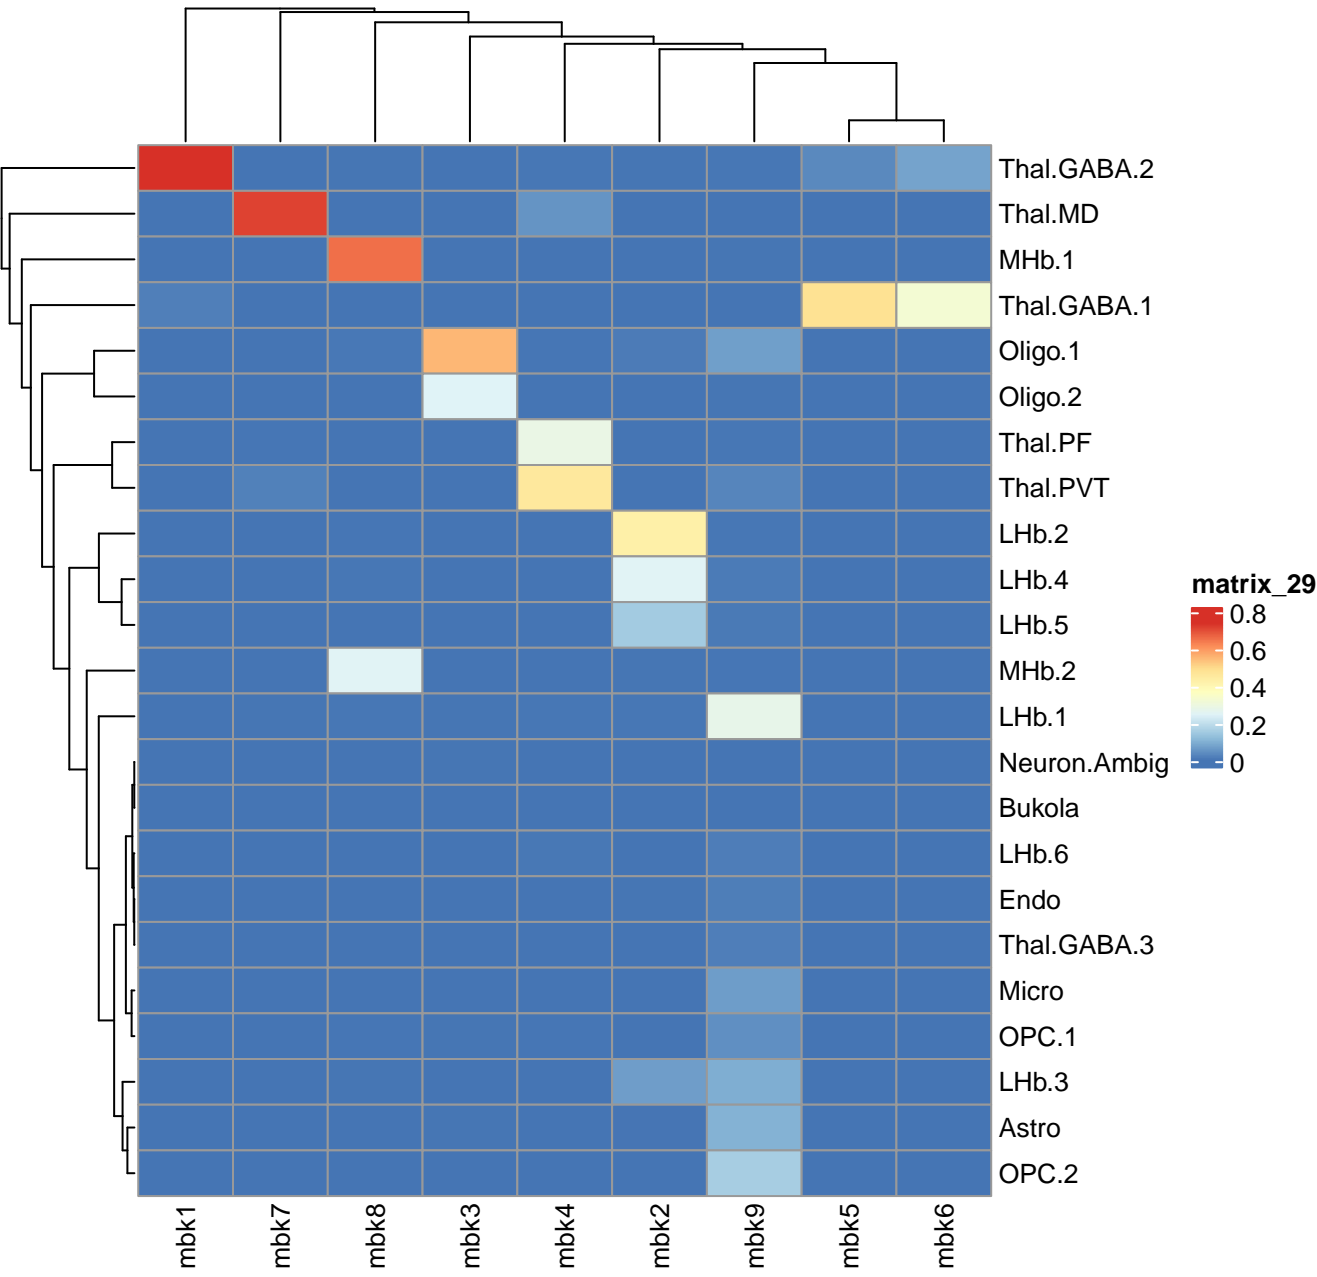 Thal.GABA.2
Thal.MD
MHb.1
Thal.GABA.1
Oligo.1
Oligo.2
Thal.PF
Thal.PVT
LHb.2
LHb.4
LHb.5
MHb.2
LHb.1
Neuron.Ambig
Bukola
LHb.6
Endo
Thal.GABA.3
Micro
OPC.1
LHb.3
Astro
OPC.2
mbk1
mbk7
mbk8
mbk3
mbk4
mbk2
mbk9
mbk5
mbk6
matrix_29
0.8
0.6
0.4
0.2
0